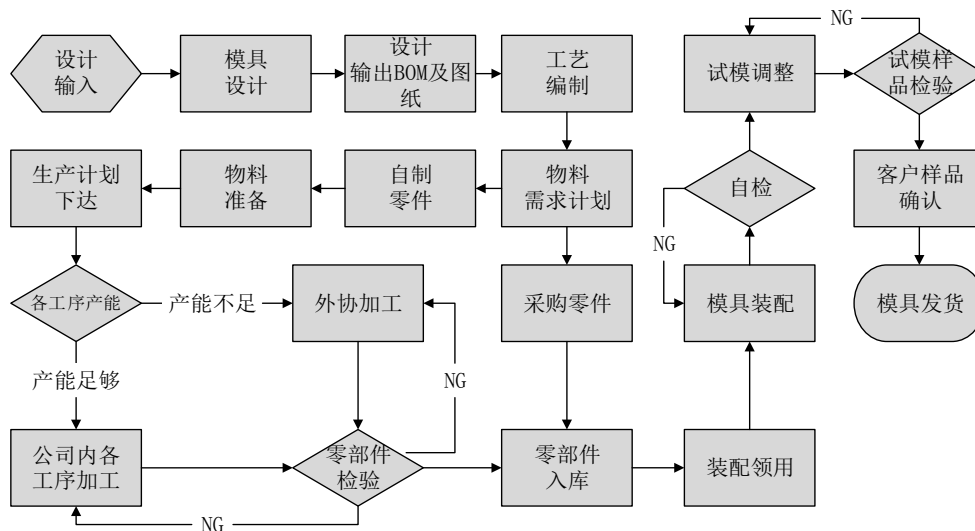 设计
输入
模具
设计
设计
输出BOM及图
纸
工艺
编制
试模调整
NG
试模样
品检验
生产计划
下达
物料
准备
自制
零件
物料
需求计划
自检
NG
客户样品
确认
各工序产能
产能不足
外协加工
采购零件
模具装配
模具发货
产能足够
NG
公司内各
工序加工
零部件
检验
零部件
入库
装配领用
NG